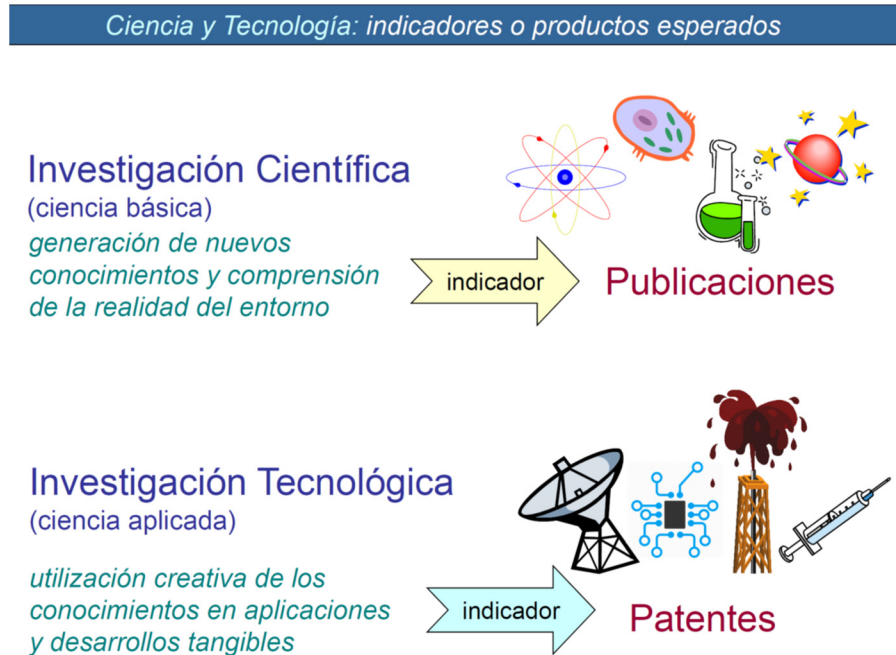 Ciencia y Tecnología: indicadores o productos esperados
Investigación Científica
(ciencia básica)
generación de nuevos
conocimientos y comprensión
de la realidad del entorno
indicador
Publicaciones
Investigación Tecnológica
(ciencia aplicada)
utilización creativa de los
conocimientos en aplicaciones
y desarrollos tangibles
indicador
Patentes